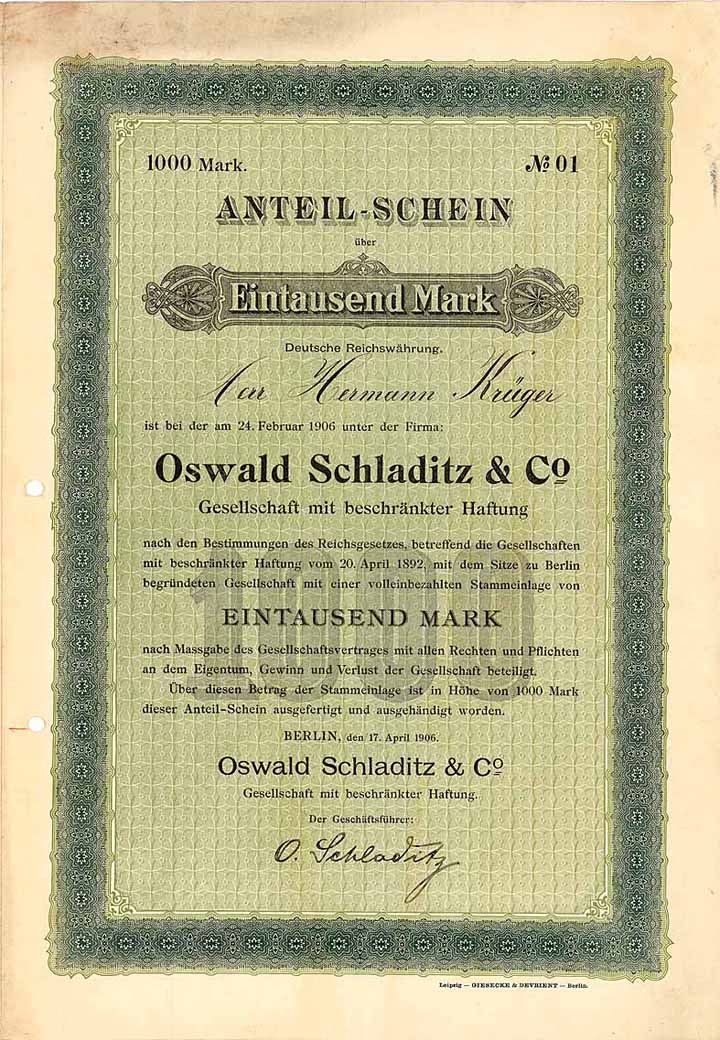 1000 Mark.
№ 01
ANTEIL-SCHEIN
über
Eintausend Mark
Deutsche Reichswährung.
Hermann Krüger
ist bei der am 24. Februar 1906 unter der Firma:
Oswald Schladitz & Co
Gesellschaft mit beschränkter Haftung
nach den Bestimmungen des Reichsgesetzes, betreffend die Gesellschaften
mit beschränkter Haftung vom 20. April 1892, mit dem Sitze zu Berlin
begründeten Gesellschaft mit einer volleinbezahlten Stammeinlage von
EINTAUSEND MARK
nach Massgabe des Gesellschaftsvertrages mit allen Rechten und Pflichten
an dem Eigentum, Gewinn und Verlust der Gesellschaft beteiligt.
Über diesen Betrag der Stammeinlage ist in Höhe von 1000 Mark
dieser Anteil-Schein ausgefertigt und ausgehändigt worden.
BERLIN, den 17. April 1906.
Oswald Schladitz & Co
Gesellschaft mit beschränkter Haftung.
Der Geschäftsführer:
O. Schladitz
Leipzig — GIESECKE & DEVRIENT — Berlin.